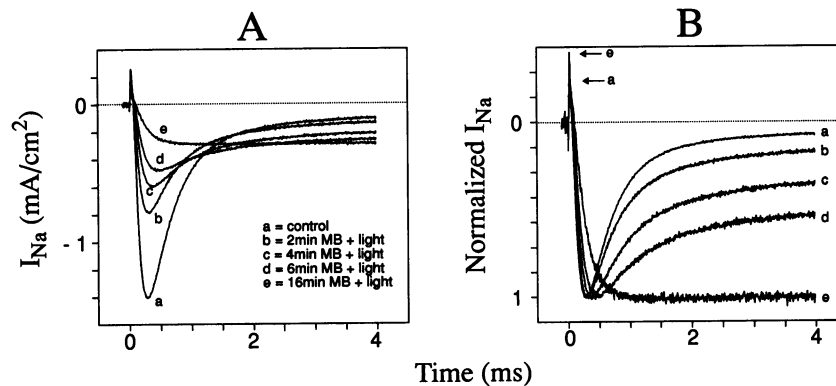 A
B
I_Na (mA/cm²)
0
- 1
0
2
4
e
d
c
b
a
a = control
b = 2min MB + light
c = 4min MB + light
d = 6min MB + light
e = 16min MB + light
Normalized I_Na
0
1
0
2
4
e
a
a
b
c
d
e
Time (ms)